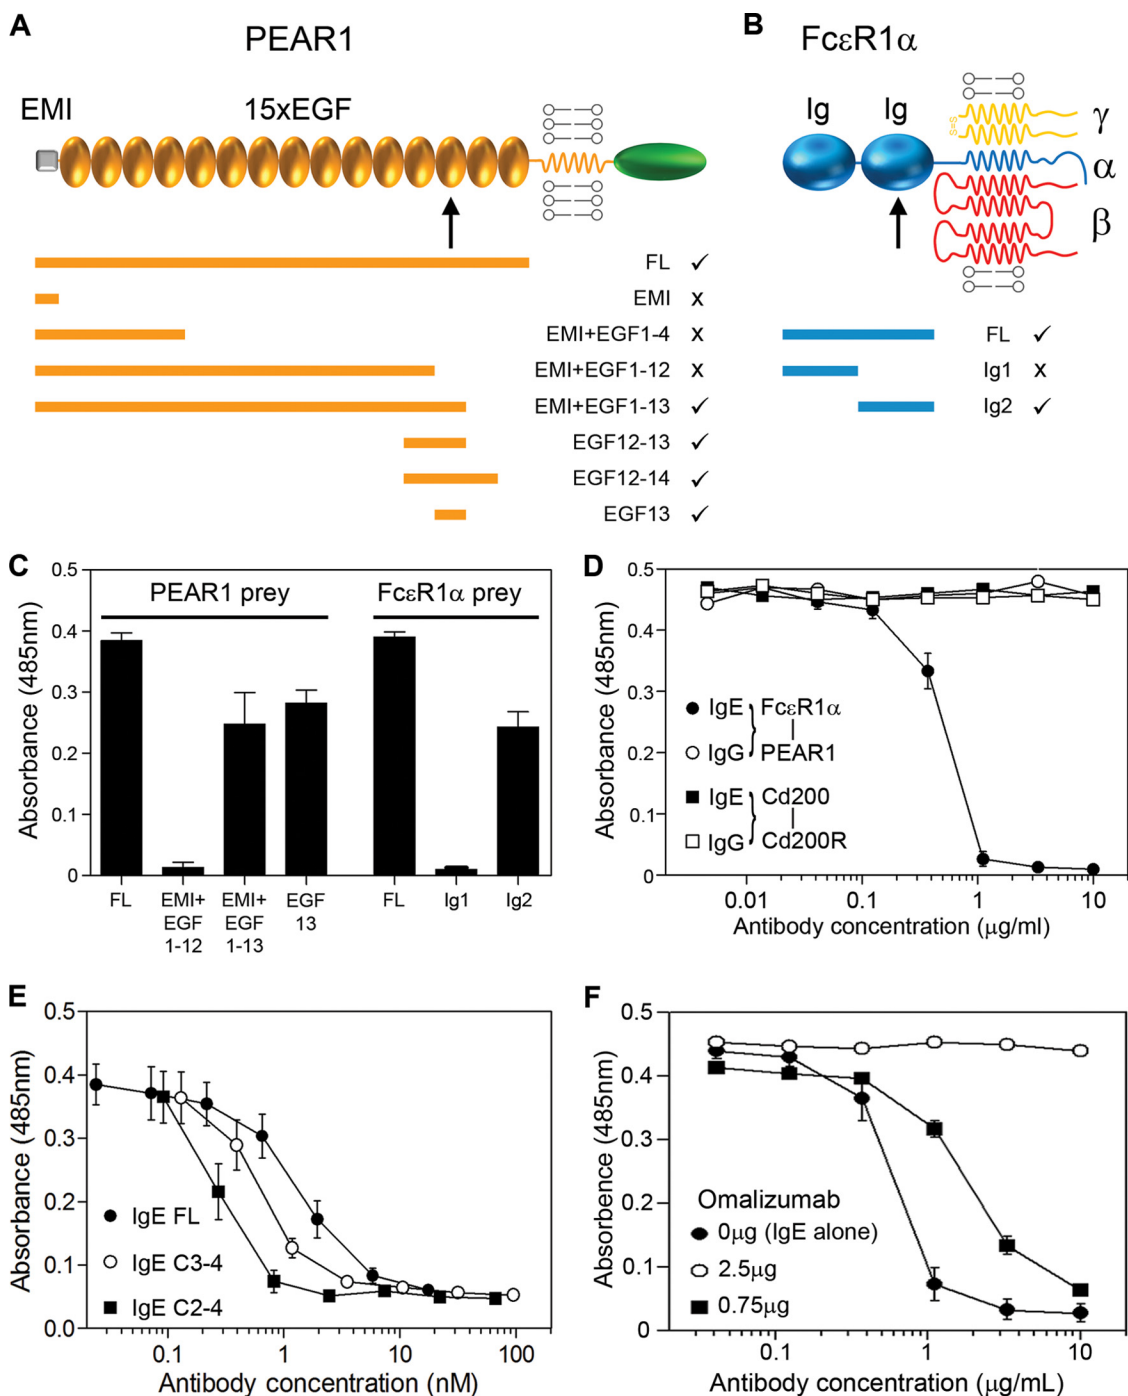 A
PEAR1
EMI
15xEGF
FL ✓
EMI x
EMI+EGF1-4 x
EMI+EGF1-12 x
EMI+EGF1-13 ✓
EGF12-13 ✓
EGF12-14 ✓
EGF13 ✓
B
FcεR1α
Ig
Ig
S=S
γ
α
β
FL ✓
Ig1 x
Ig2 ✓
C
PEAR1 prey
FcεR1α prey
Absorbance (485nm)
0.5
0.4
0.3
0.2
0.1
0
FL
EMI+
EGF
1-12
EMI+
EGF
1-13
EGF
13
FL
Ig1
Ig2
D
Absorbance (485nm)
0.5
0.4
0.3
0.2
0.1
0
IgE } FcεR1α
IgG } PEAR1
IgE } Cd200
IgG } Cd200R
0.01
0.1
1
10
Antibody concentration (μg/ml)
E
Absorbance (485nm)
0.5
0.4
0.3
0.2
0.1
0.0
IgE FL
IgE C3-4
IgE C2-4
0.1
1
10
100
Antibody concentration (nM)
F
Absorbence (485nm)
0.5
0.4
0.3
0.2
0.1
0.0
Omalizumab
0μg (IgE alone)
2.5μg
0.75μg
0.1
1
10
Antibody concentration (μg/mL)